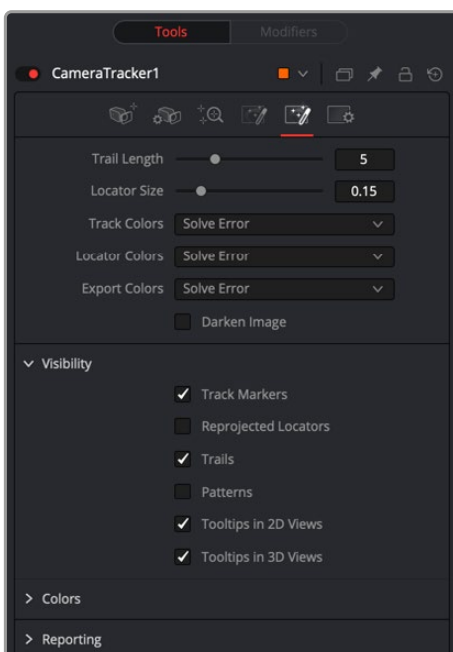 Tools Modifiers
CameraTracker1
Trail Length 5
Locator Size 0.15
Track Colors Solve Error
Locator Colors Solve Error
Export Colors Solve Error
Darken Image
Visibility
Track Markers
Reprojected Locators
Trails
Patterns
Tooltips in 2D Views
Tooltips in 3D Views
Colors
Reporting